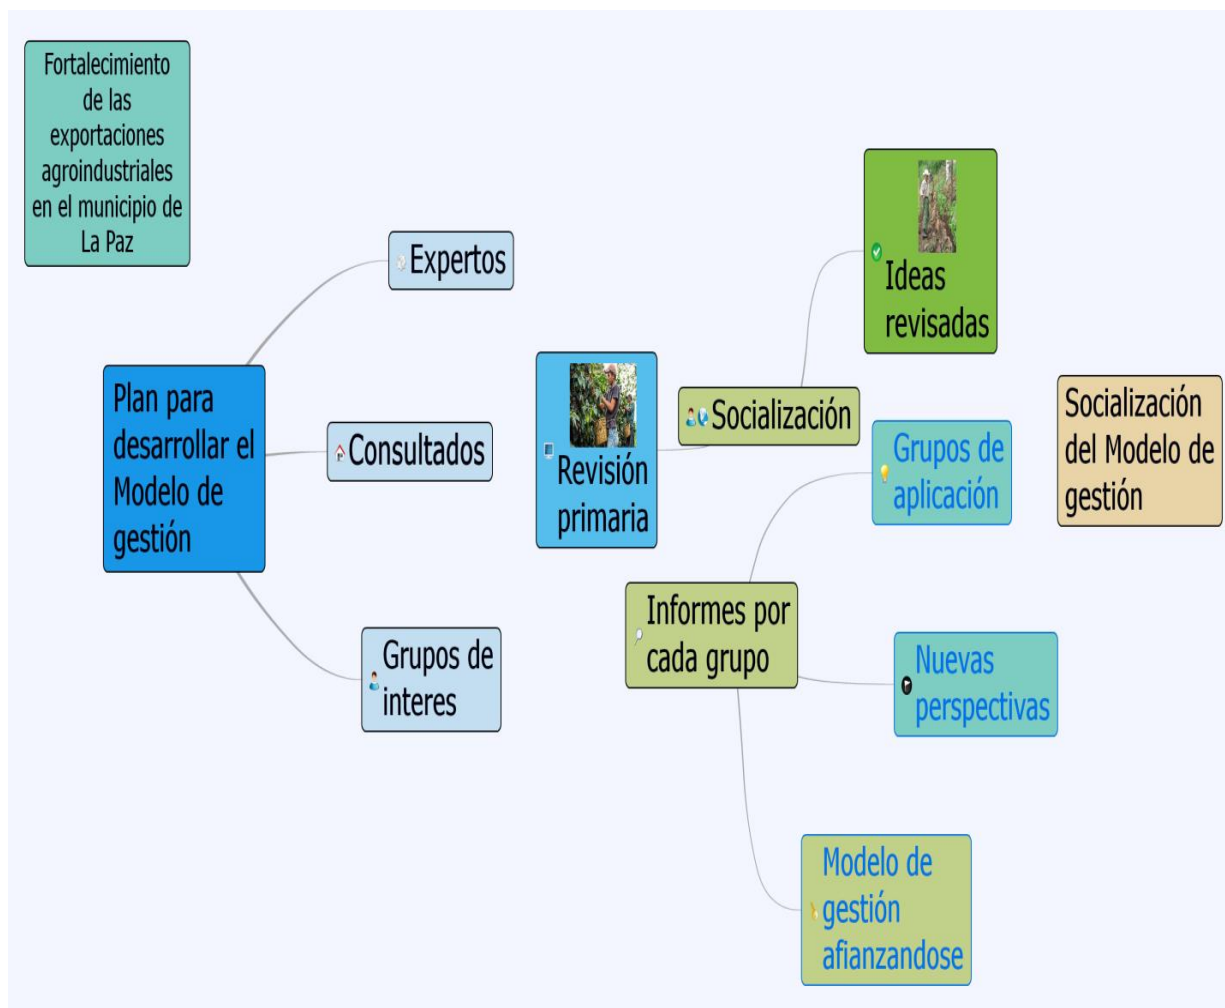 Fortalecimiento
de las
exportaciones
agroindustriales
en el municipio de
La Paz
Expertos
Plan para
desarrollar el
Modelo de
gestión
Consultados
Grupos de
interes
Revisión
primaria
Socialización
Ideas
revisadas
Grupos de
aplicación
Informes por
cada grupo
Nuevas
perspectivas
Modelo de
gestión
afianzandose
Socialización
del Modelo de
gestión